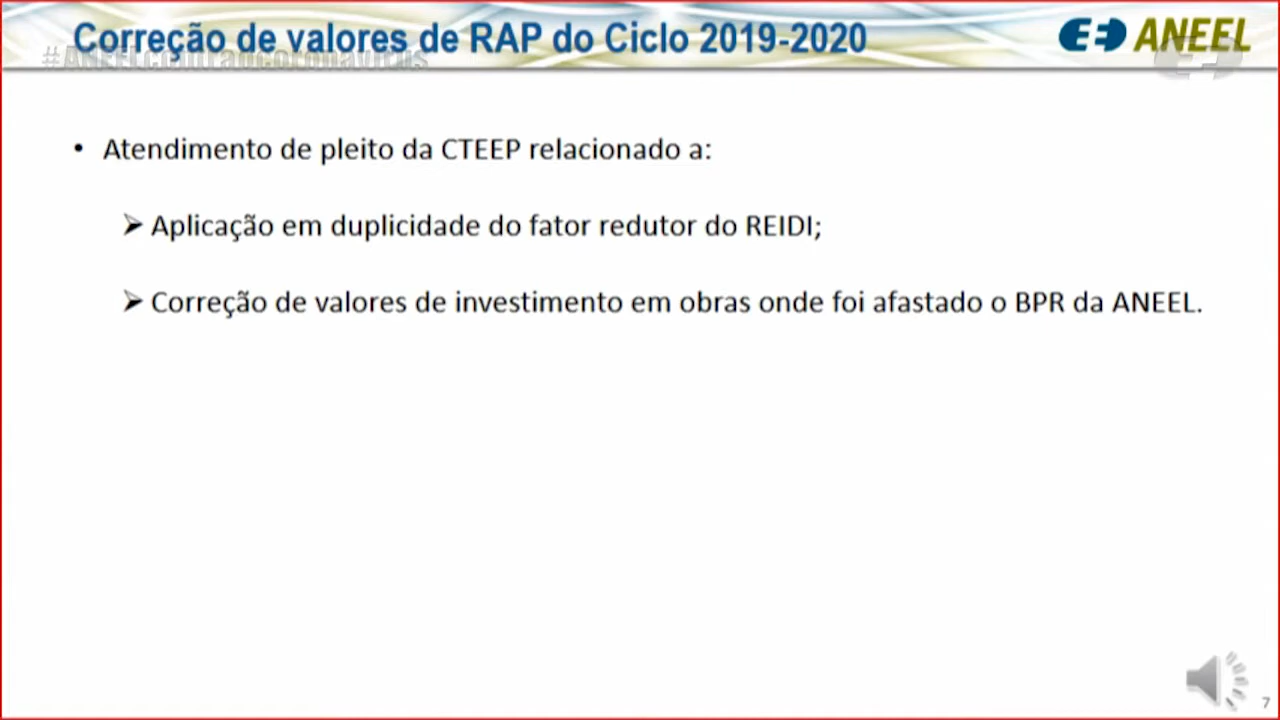 Correção de valores de RAP do Ciclo 2019-2020
ANEEL
#ANEELcontraocoronavírus
• Atendimento de pleito da CTEEP relacionado a:
➢ Aplicação em duplicidade do fator redutor do REIDI;
➢ Correção de valores de investimento em obras onde foi afastado o BPR da ANEEL.
7